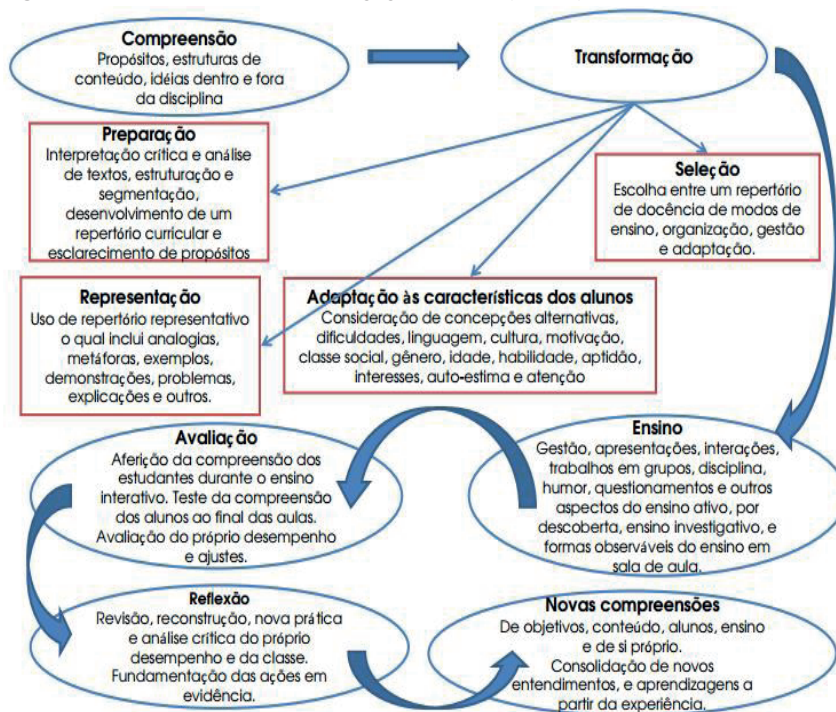 Compreensão
Propósitos, estruturas de
conteúdo, idéias dentro e fora
da disciplina
Transformação
Preparação
Interpretação crítica e análise
de textos, estruturação e
segmentação,
desenvolvimento de um
repertório curricular e
esclarecimento de propósitos
Seleção
Escolha entre um repertório
de docência de modos de
ensino, organização, gestão
e adaptação.
Representação
Uso de repertório representativo
o qual inclui analogias,
metáforas, exemplos,
demonstrações, problemas,
explicações e outros.
Adaptação às características dos alunos
Consideração de concepções alternativas,
dificuldades, linguagem, cultura, motivação,
classe social, gênero, idade, habilidade, aptidão,
interesses, auto-estima e atenção
Ensino
Gestão, apresentações, interações,
trabalhos em grupos, disciplina,
humor, questionamentos e outros
aspectos do ensino ativo, por
descoberta, ensino investigativo, e
formas observáveis do ensino em
sala de aula.
Avaliação
Aferição da compreensão dos
estudantes durante o ensino
interativo. Teste da compreensão
dos alunos ao final das aulas.
Avaliação do próprio desempenho
e ajustes.
Reflexão
Revisão, reconstrução, nova prática
e análise crítica do próprio
desempenho e da classe.
Fundamentação das ações em
evidência.
Novas compreensões
De objetivos, conteúdo, alunos, ensino
e de si próprio.
Consolidação de novos
entendimentos, e aprendizagens a
partir da experiência.